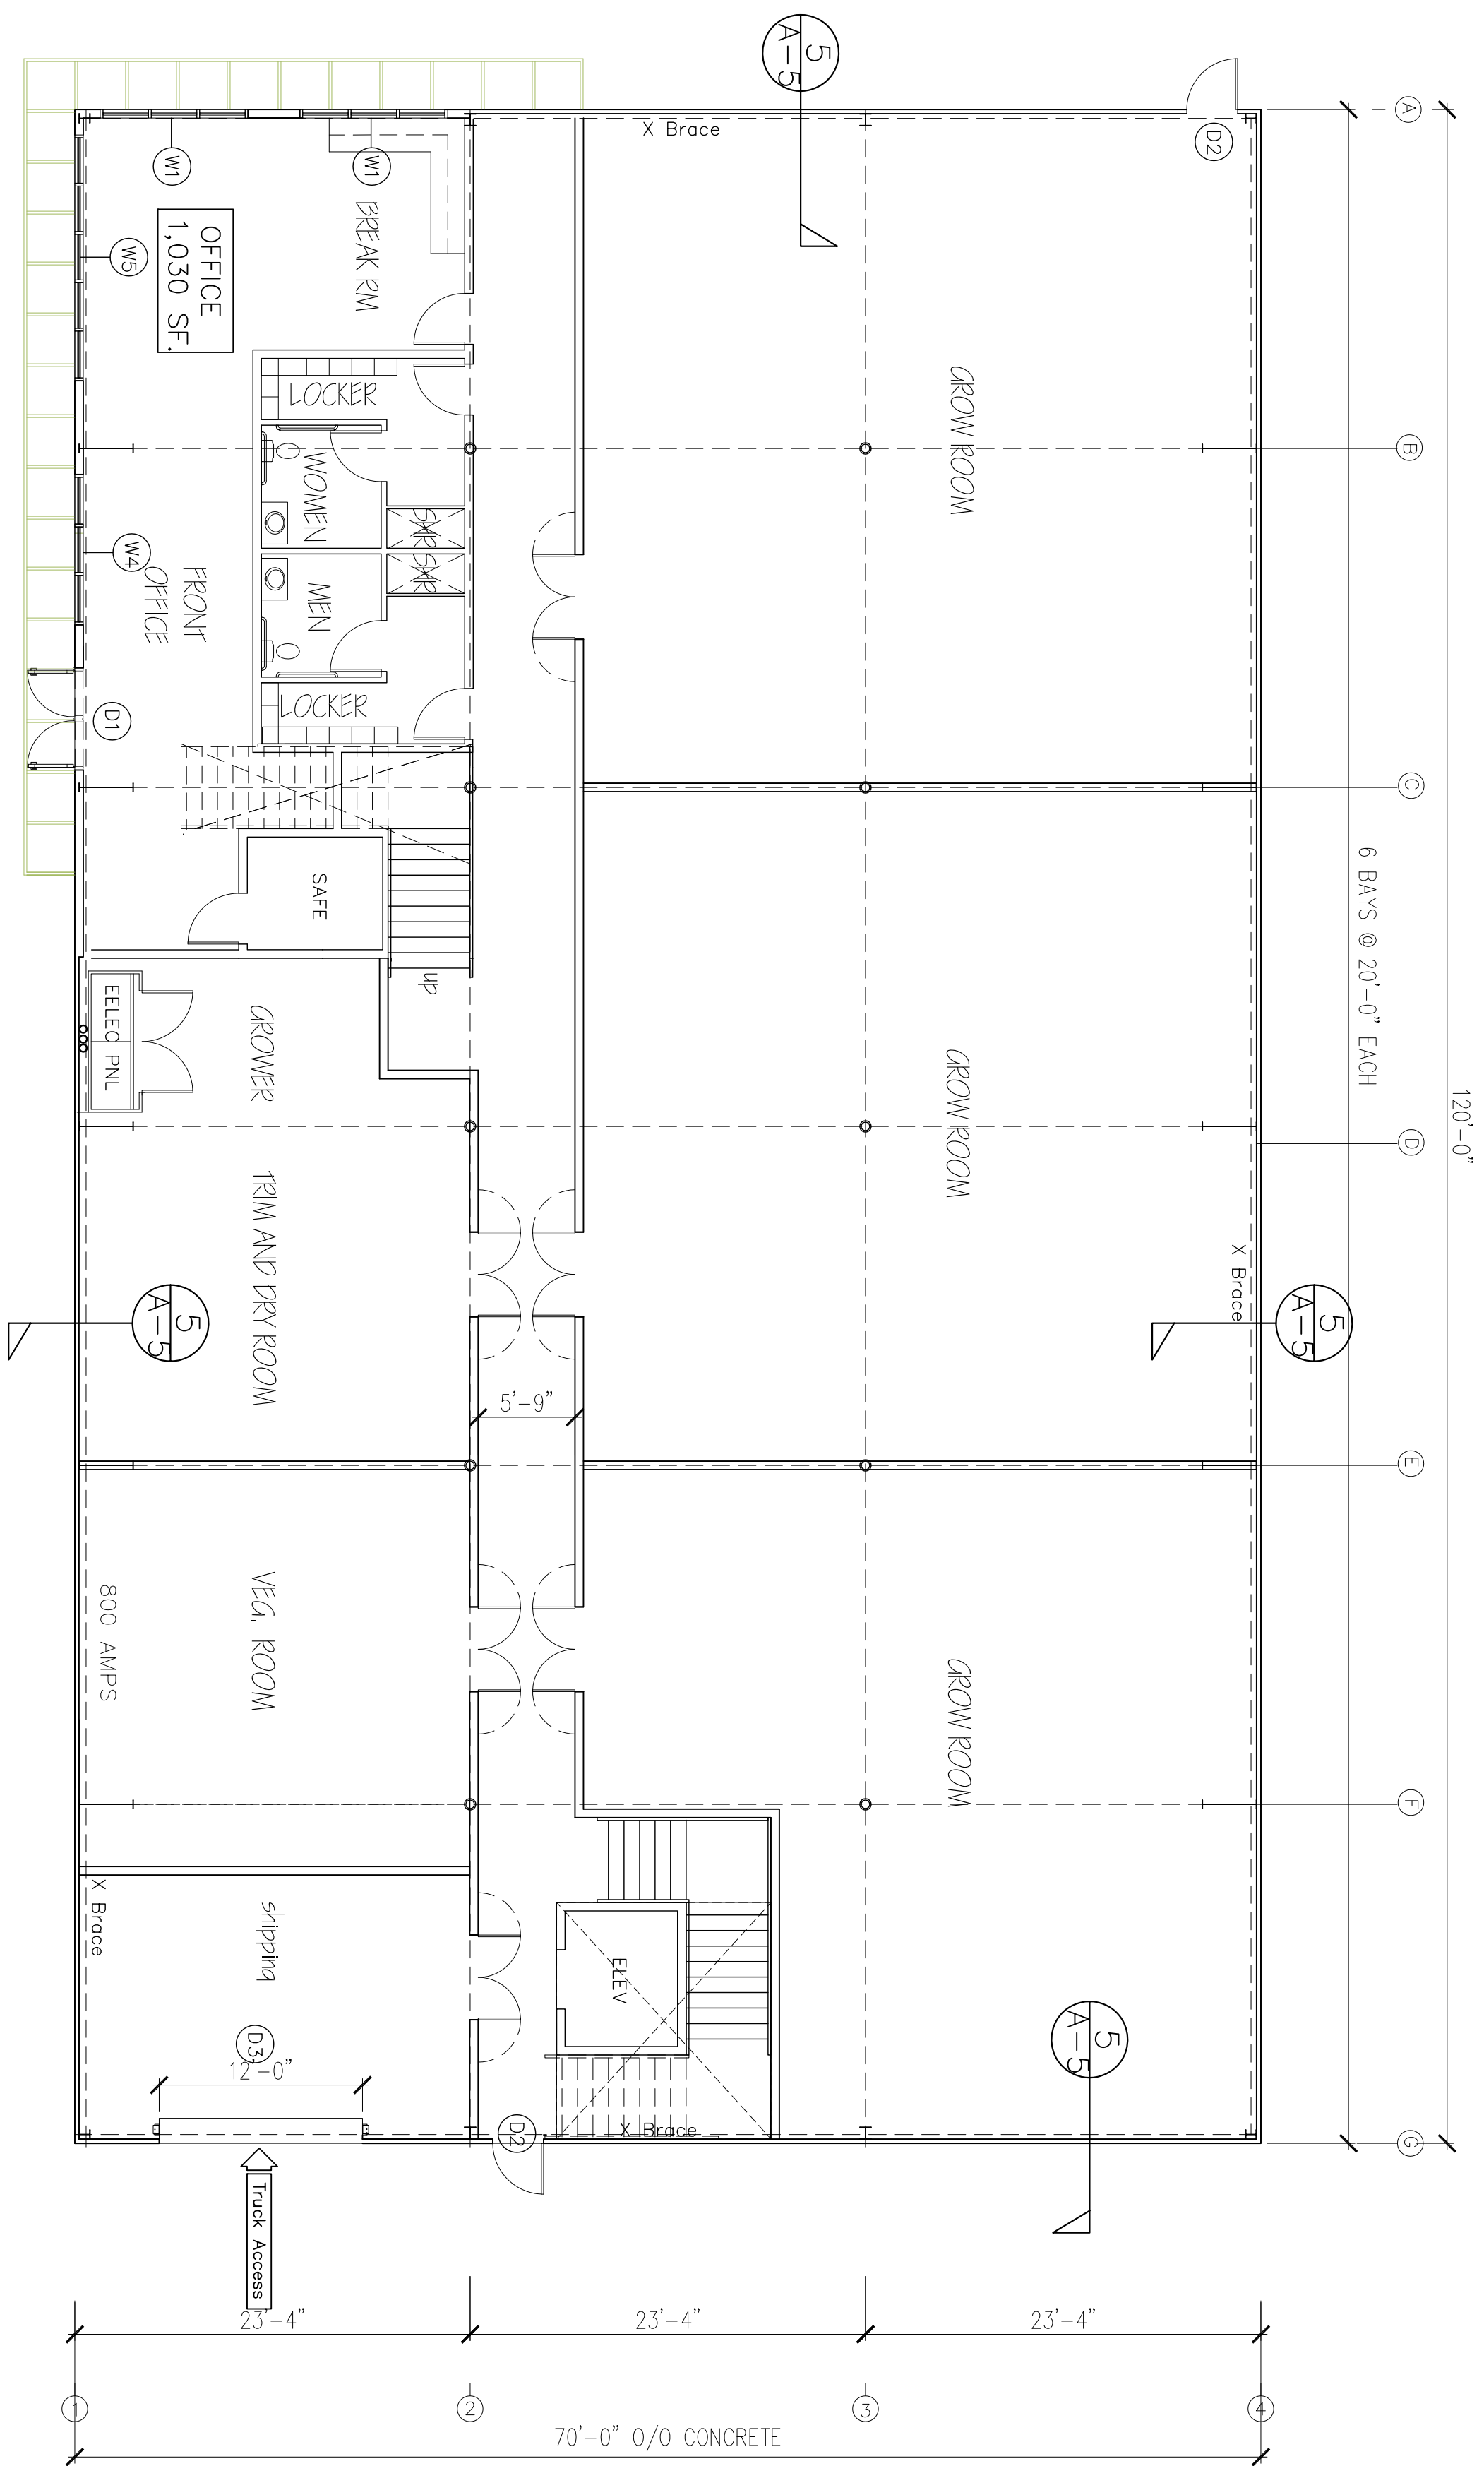 5
A-5
A
X Brace
D2
120'-0"
6 BAYS @ 20'-0" EACH
W1
W1
BREAK RM
OFFICE
1,030 SF.
W5
LOCKER
GROW ROOM
B
WOMEN
SHR
SHR
MEN
W4
FRONT
OFFICE
LOCKER
D1
C
SAFE
up
EELEC PNL
GROWER
GROW ROOM
D
TRIM AND DRY ROOM
X Brace
5
A-5
5
A-5
5'-9"
E
VEG. ROOM
800 AMPS
GROW ROOM
F
X Brace
shipping
ELEV
D3
12'-0"
5
A-5
D2
X Brace
G
Truck Access
23'-4"
23'-4"
23'-4"
1
2
3
4
70'-0" O/O CONCRETE